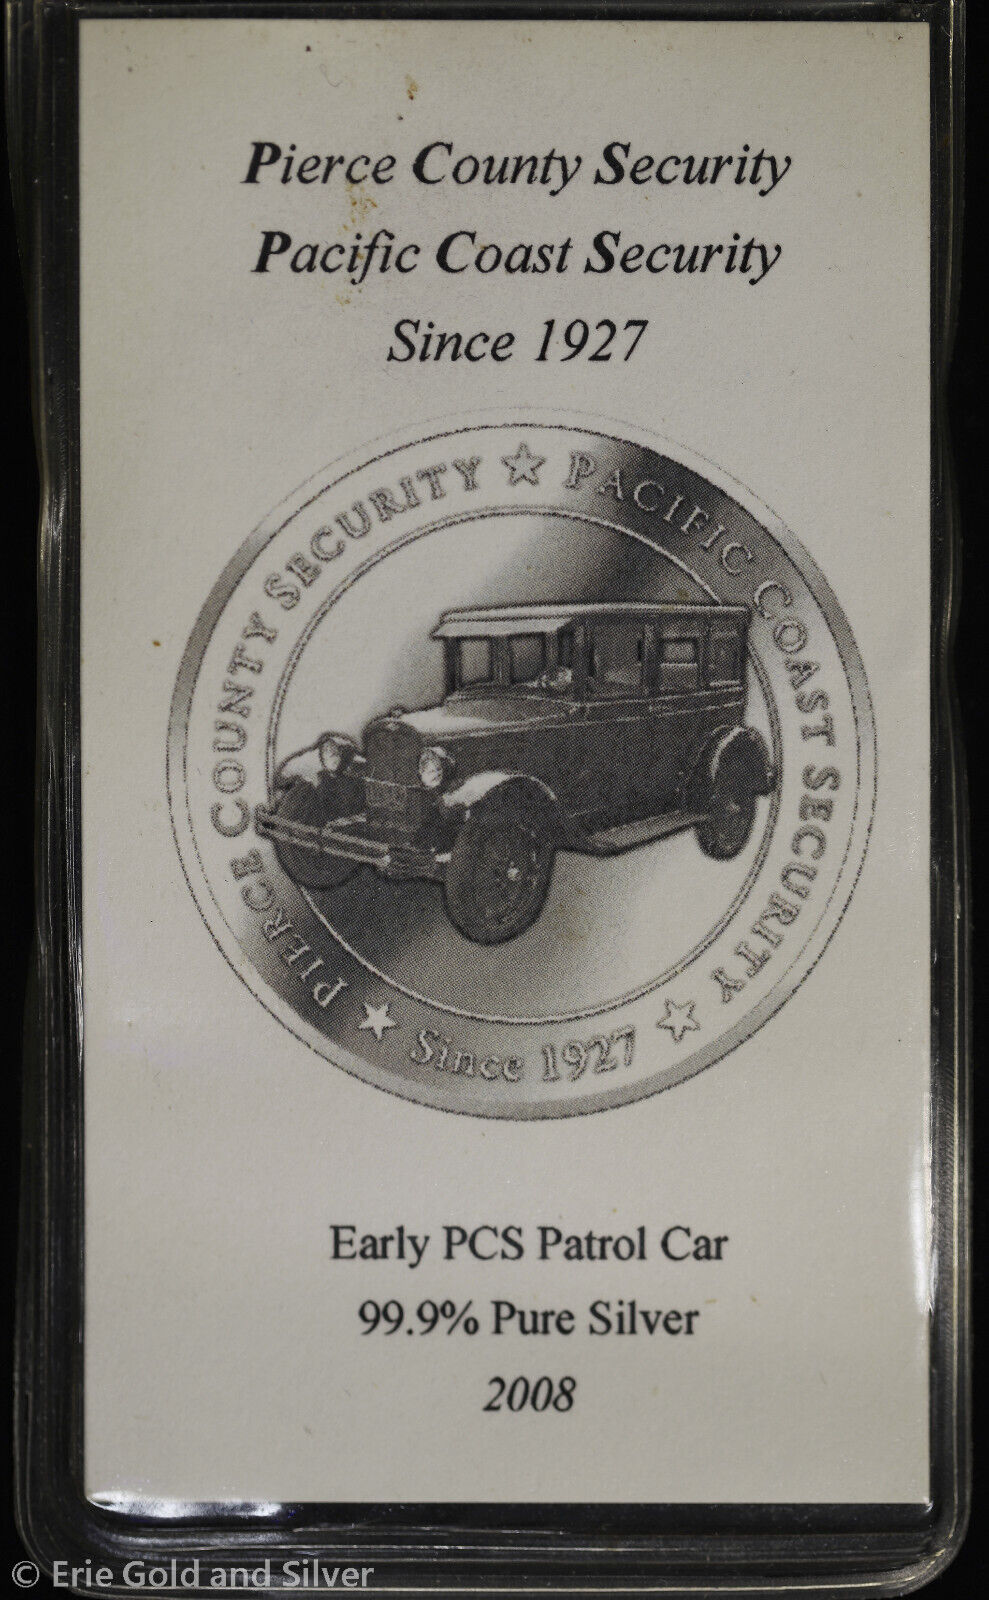 Pierce County Security
Pacific Coast Security
Since 1927
PIERCE COUNTY SECURITY ☆ PACIFIC COAST SECURITY ☆ Since 1927 ★
Early PCS Patrol Car
99.9% Pure Silver
2008
© Erie Gold and Silver